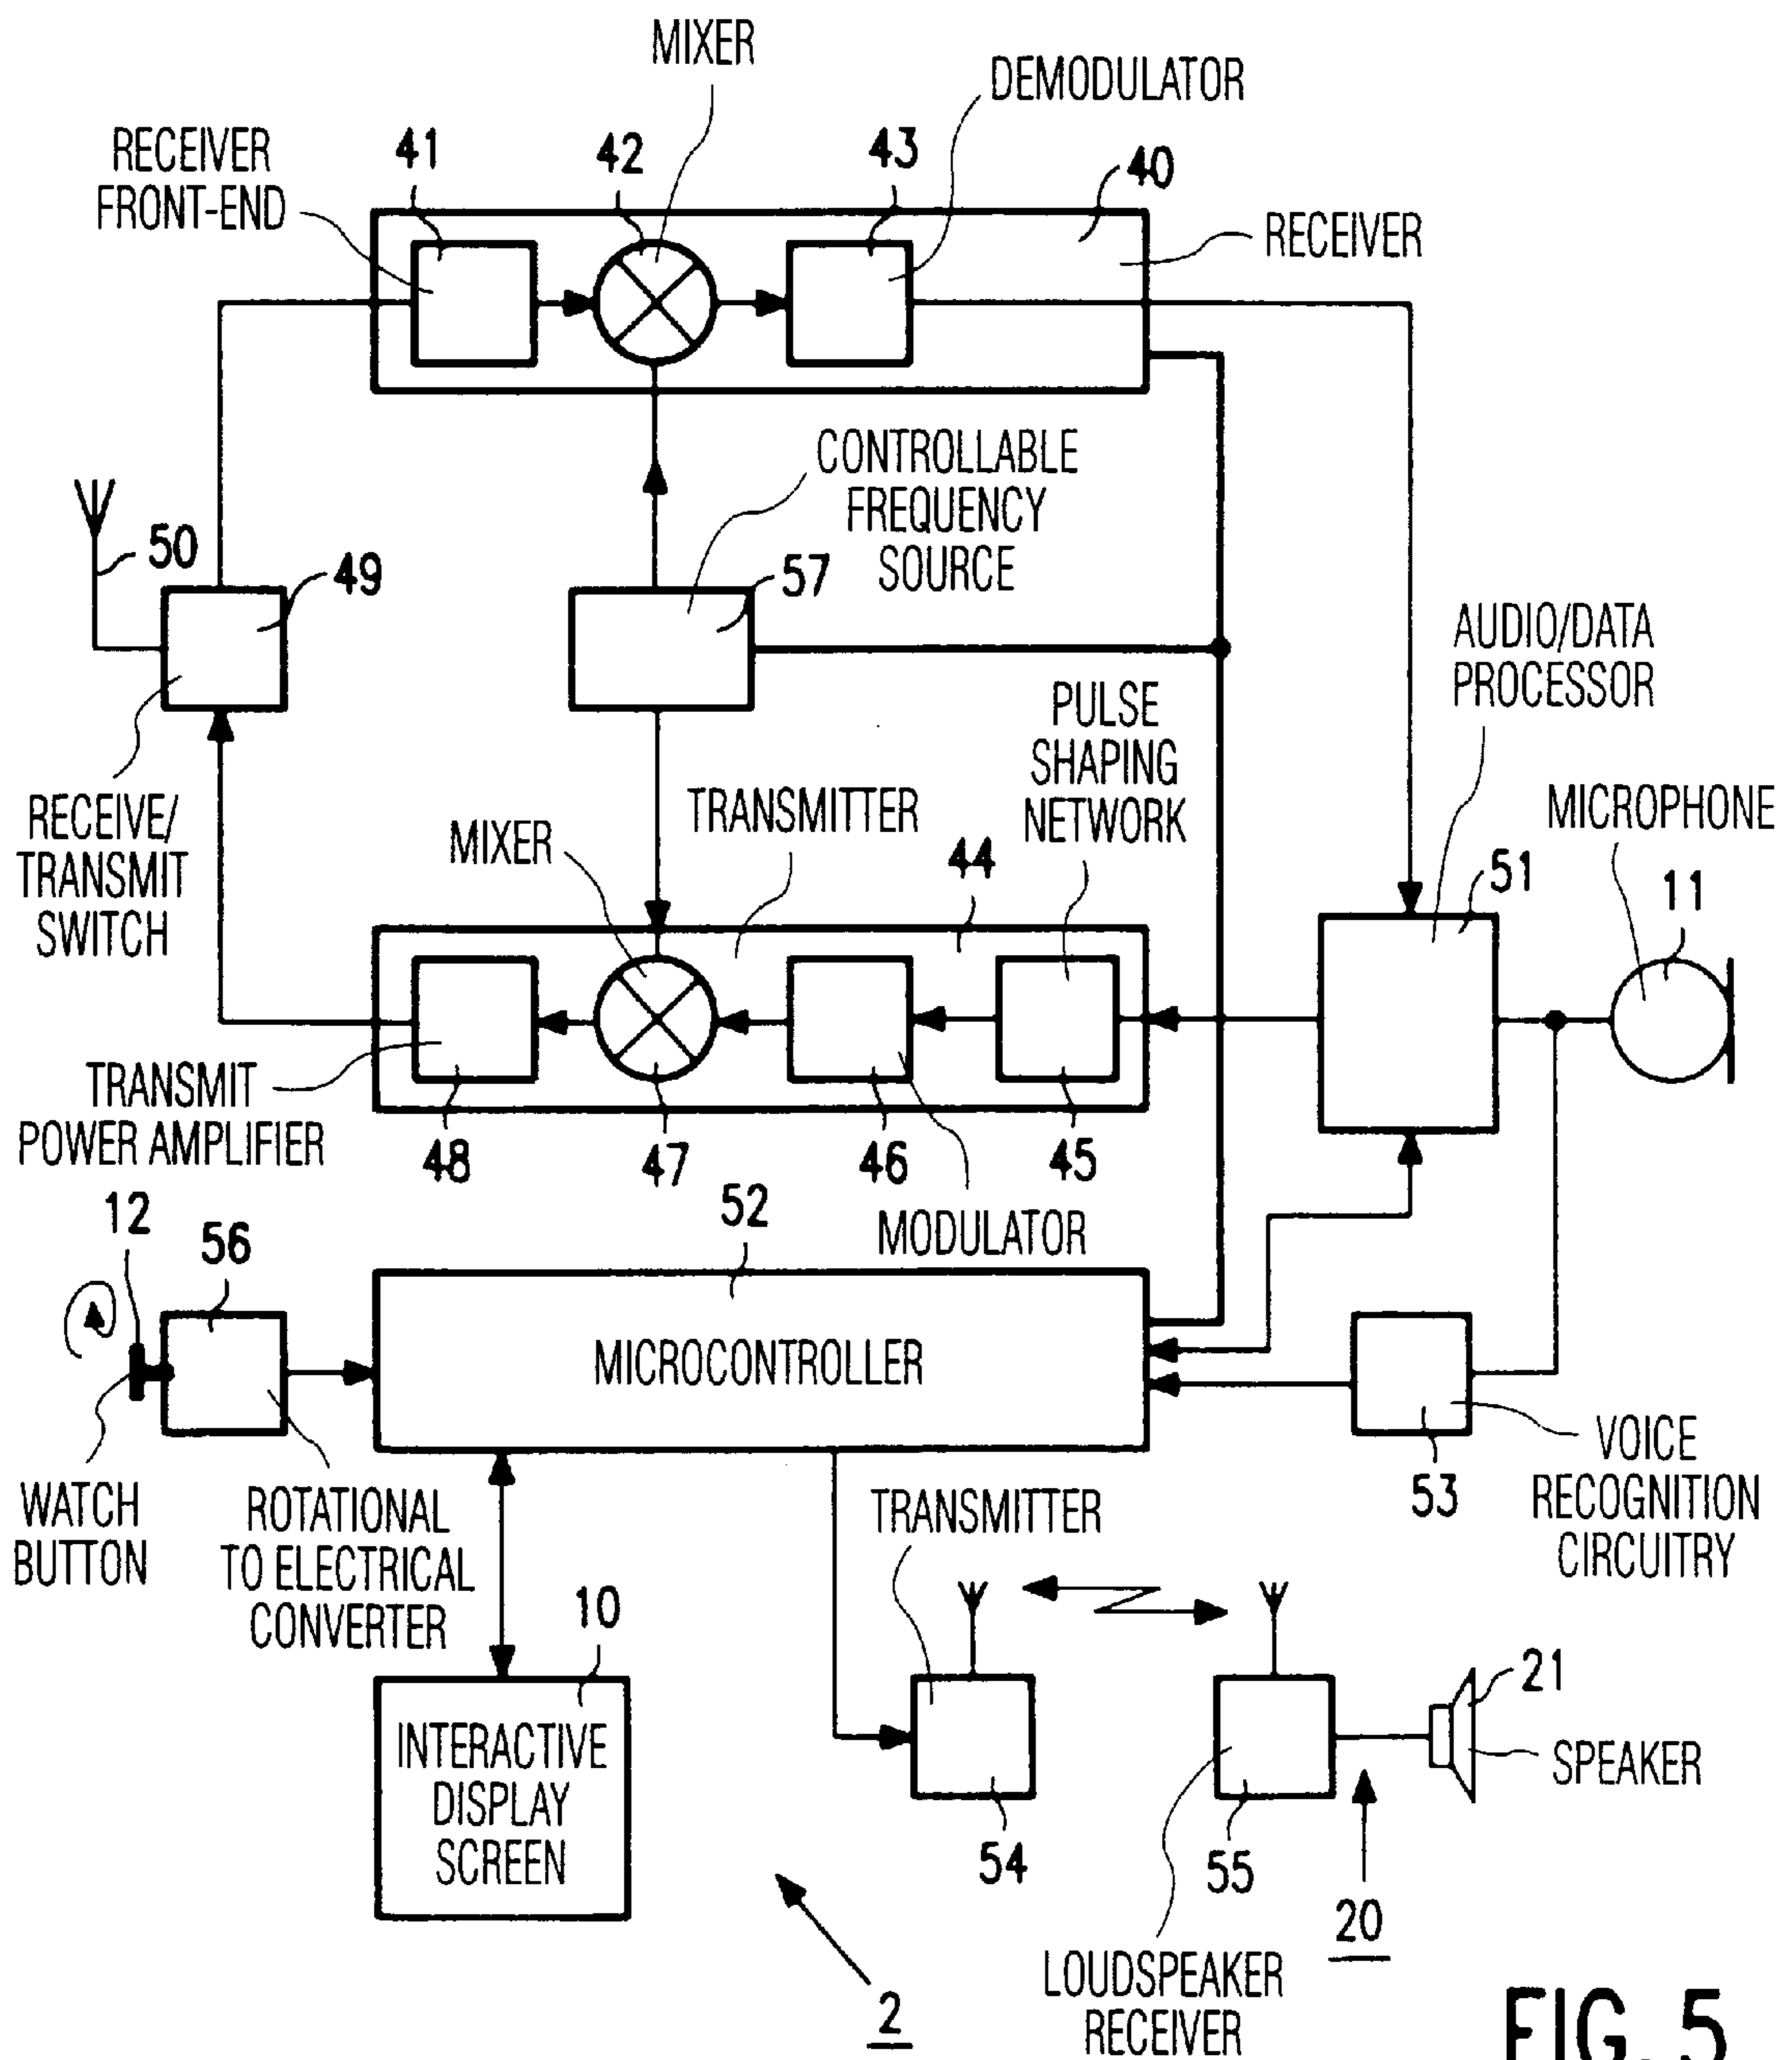 MIXER
DEMODULATOR
RECEIVER
FRONT-END
41
42
43
40
RECEIVER
CONTROLLABLE
FREQUENCY
SOURCE
50
49
57
AUDIO/DATA
PROCESSOR
PULSE
SHAPING
NETWORK
RECEIVE/
TRANSMIT
SWITCH
MIXER
TRANSMITTER
44
MICROPHONE
51
11
TRANSMIT
POWER AMPLIFIER
48
47
46
45
MODULATOR
12
56
52
MICROCONTROLLER
WATCH
BUTTON
ROTATIONAL
TO ELECTRICAL
CONVERTER
53
VOICE
RECOGNITION
CIRCUITRY
TRANSMITTER
10
INTERACTIVE
DISPLAY
SCREEN
54
55
21
SPEAKER
20
LOUDSPEAKER
RECEIVER
2
FIG. 5